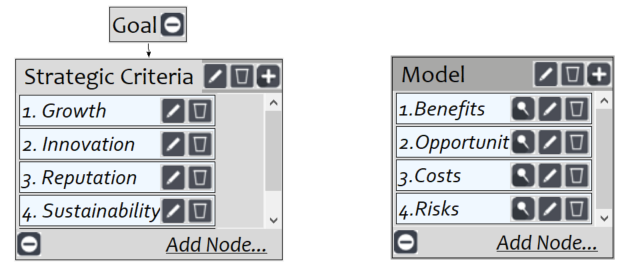 Goal
Strategic Criteria
1. Growth
2. Innovation
3. Reputation
4. Sustainability
Add Node...
Model
1.Benefits
2.Opportunit
3.Costs
4.Risks
Add Node...